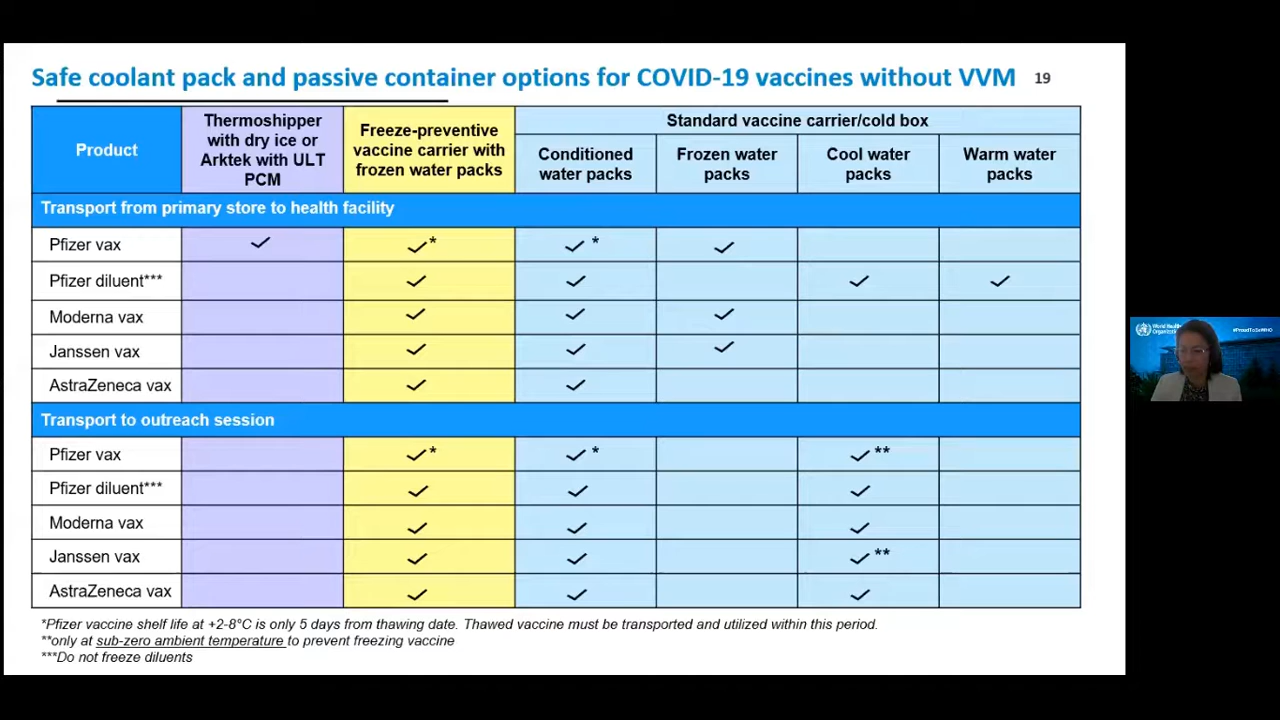 Safe coolant pack and passive container options for COVID-19 vaccines without VVM 19
Product
Thermoshipper
with dry ice or
Arktek with ULT
PCM
Freeze-preventive
vaccine carrier with
frozen water packs
Standard vaccine carrier/cold box
Conditioned
water packs
Frozen water
packs
Cool water
packs
Warm water
packs
Transport from primary store to health facility
Pfizer vax ✓ ✓* ✓* ✓
Pfizer diluent*** ✓ ✓ ✓ ✓
Moderna vax ✓ ✓ ✓
Janssen vax ✓ ✓ ✓
AstraZeneca vax ✓ ✓
Transport to outreach session
Pfizer vax ✓* ✓* ✓**
Pfizer diluent*** ✓ ✓ ✓
Moderna vax ✓ ✓ ✓
Janssen vax ✓ ✓ ✓**
AstraZeneca vax ✓ ✓ ✓
*Pfizer vaccine shelf life at +2-8°C is only 5 days from thawing date. Thawed vaccine must be transported and utilized within this period.
**only at sub-zero ambient temperature to prevent freezing vaccine
***Do not freeze diluents
World Health
#ProudToBeWHO